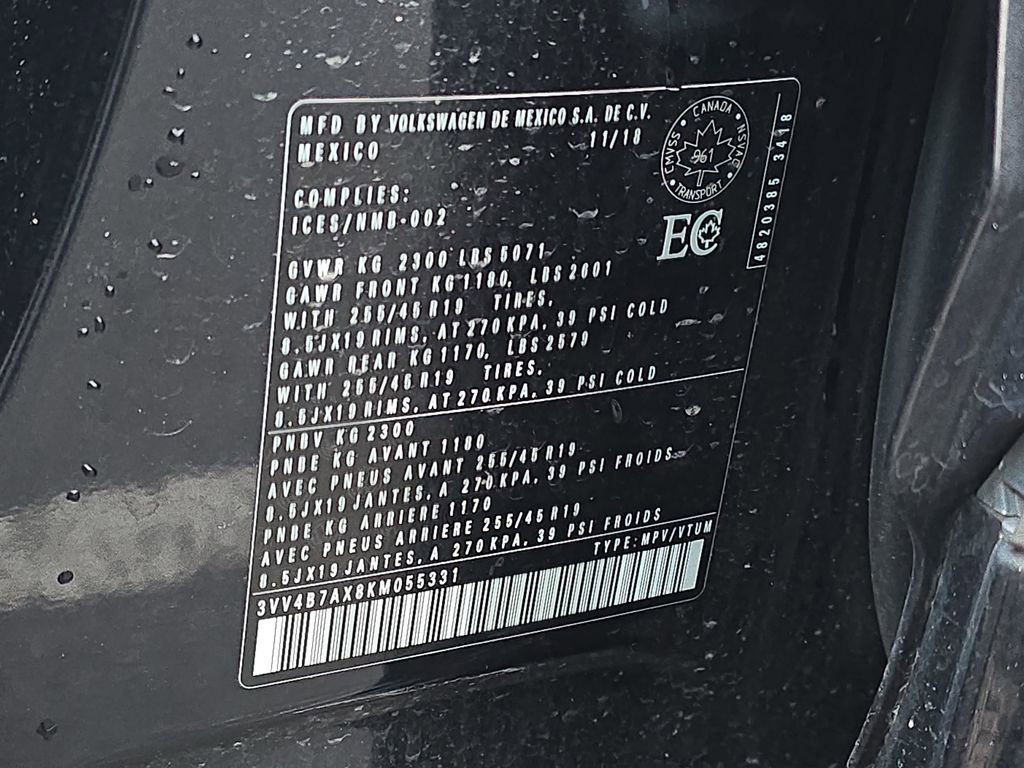 MFD BY VOLKSWAGEN DE MEXICO S.A. DE C.V.
MEXICO 11/18
CANADA
CMVSS NSVAC
961
TRANSPORT
COMPLIES:
ICES/NMB-002
EC
4820385 3418
GVWR KG 2300 LBS 5071
GAWR FRONT KG 1180, LBS 2601
WITH 255/45 R19 TIRES,
8.5JX19 RIMS, AT 270 KPA, 39 PSI COLD
GAWR REAR KG 1170, LBS 2579
WITH 255/45 R19 TIRES,
8.5JX19 RIMS, AT 270 KPA, 39 PSI COLD
PNBV KG 2300
PNBE KG AVANT 1180
AVEC PNEUS AVANT 255/45 R19
8.5JX19 JANTES, A 270 KPA, 39 PSI FROIDS
PNBE KG ARRIERE 1170
AVEC PNEUS ARRIERE 255/45 R19
8.5JX19 JANTES, A 270 KPA, 39 PSI FROIDS
3VV4B7AX8KM055331 TYPE: MPV/VTUM